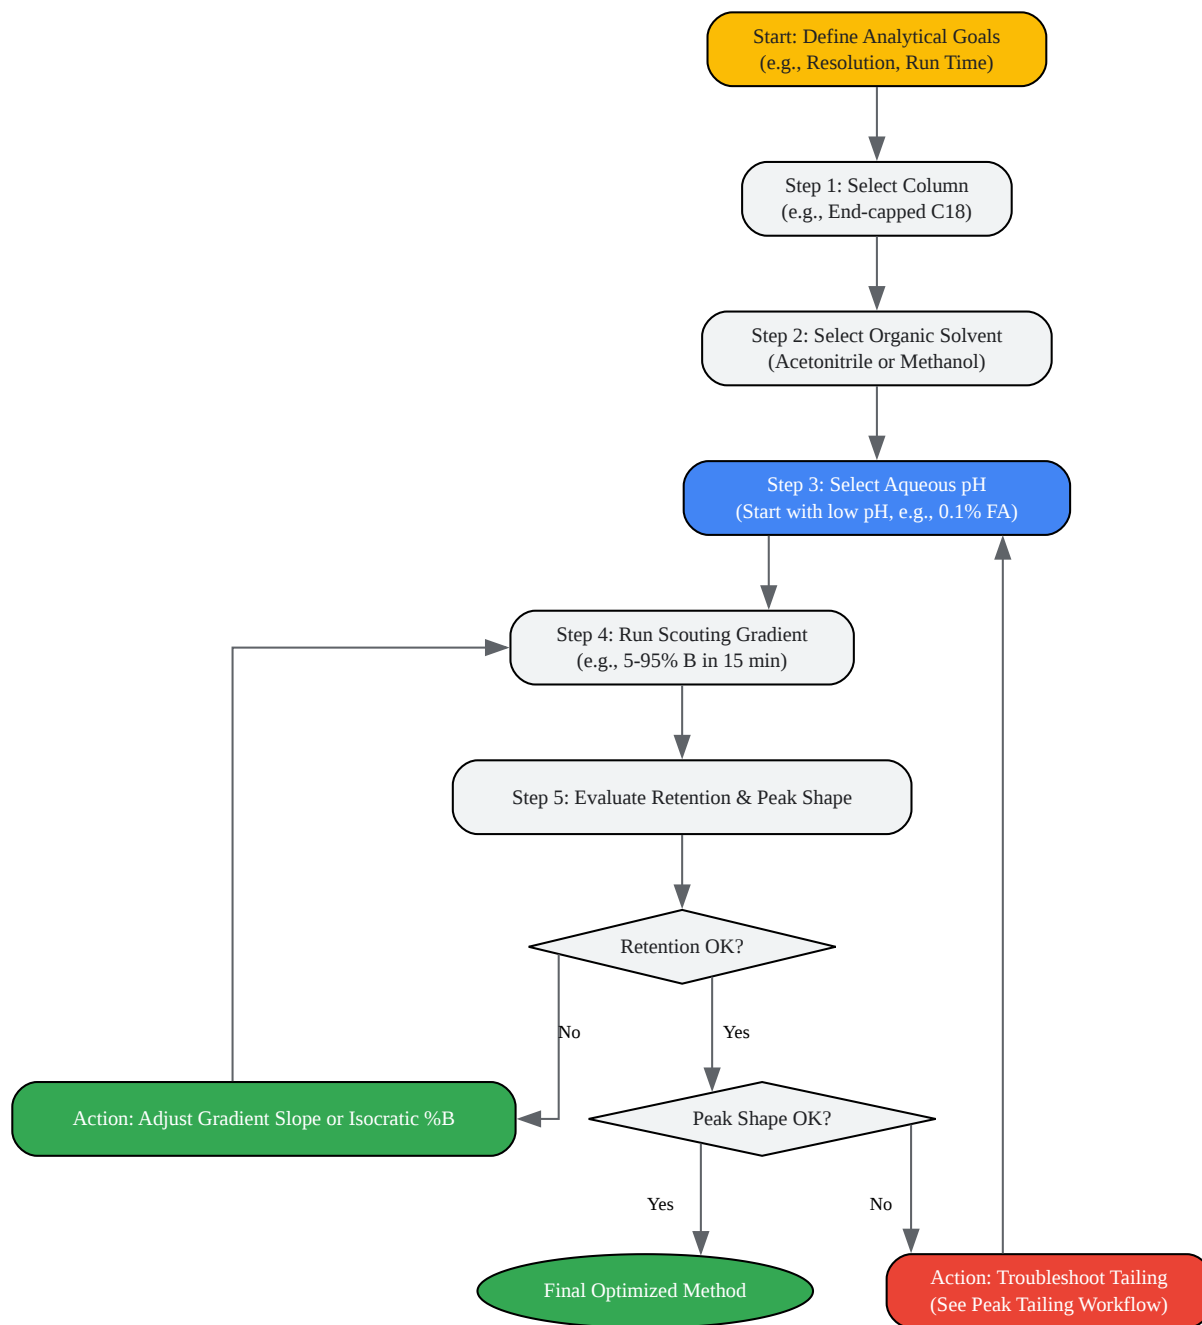 Start: Define Analytical Goals
(e.g., Resolution, Run Time)
Step 1: Select Column
(e.g., End-capped C18)
Step 2: Select Organic Solvent
(Acetonitrile or Methanol)
Step 3: Select Aqueous pH
(Start with low pH, e.g., 0.1% FA)
Step 4: Run Scouting Gradient
(e.g., 5-95% B in 15 min)
Step 5: Evaluate Retention & Peak Shape
Retention OK?
No
Yes
Action: Adjust Gradient Slope or Isocratic %B
Peak Shape OK?
Yes
No
Final Optimized Method
Action: Troubleshoot Tailing
(See Peak Tailing Workflow)